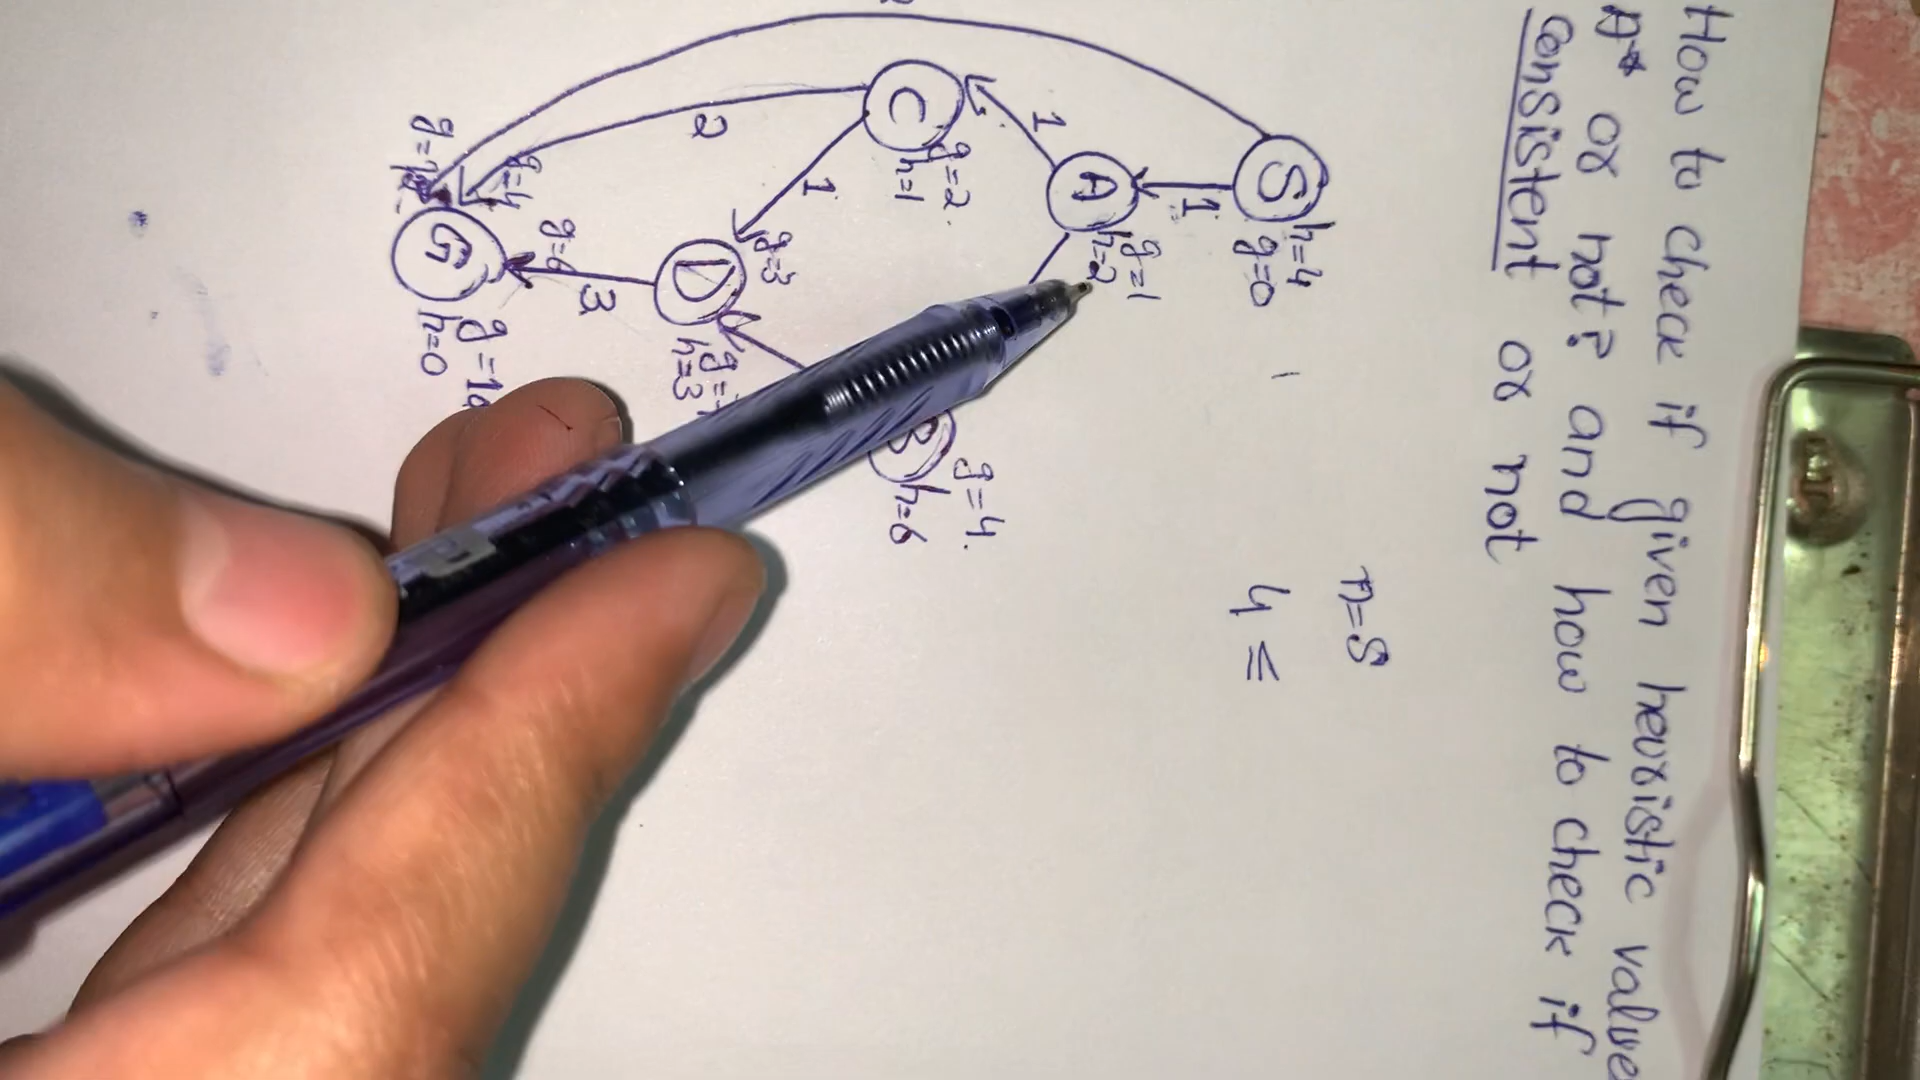 How to check if given heuristic value
A* or not? and how to check if
consistent or not
n=S
4 ≤
S
h=4
g=0
1
A
g=1
h=2
1
C
g=2
h=1
B
g=4
h=6
1
2
D
g=3
h=3
3
G
g=4
g=6
h=0